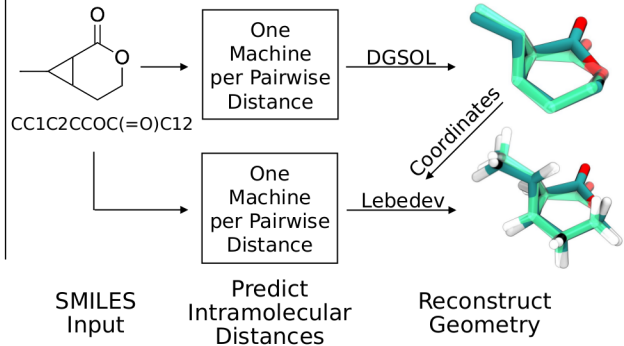 O
O
One
Machine
per Pairwise
Distance
DGSOL
CC1C2CCOC(=O)C12
Coordinates
One
Machine
per Pairwise
Distance
Lebedev
SMILES
Input
Predict
Intramolecular
Distances
Reconstruct
Geometry